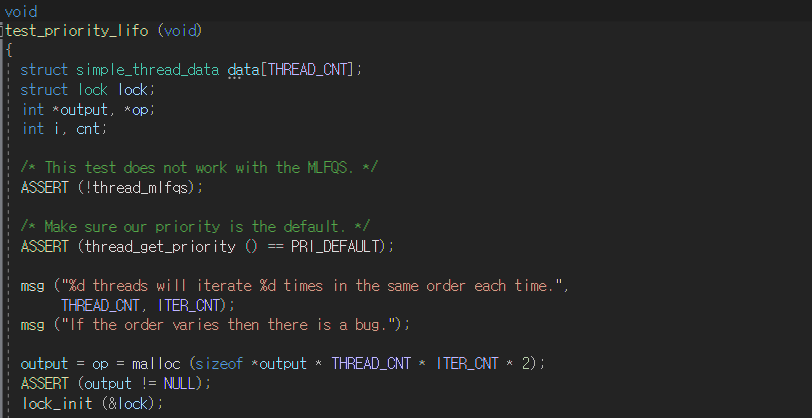 void
test_priority_lifo (void)
{
struct simple_thread_data data[THREAD_CNT];
struct lock lock;
int *output, *op;
int i, cnt;
/* This test does not work with the MLFQS. */
ASSERT (!thread_mlfqs);
/* Make sure our priority is the default. */
ASSERT (thread_get_priority () == PRI_DEFAULT);
msg ("%d threads will iterate %d times in the same order each time.",
THREAD_CNT, ITER_CNT);
msg ("If the order varies then there is a bug.");
output = op = malloc (sizeof *output * THREAD_CNT * ITER_CNT * 2);
ASSERT (output != NULL);
lock_init (&lock);